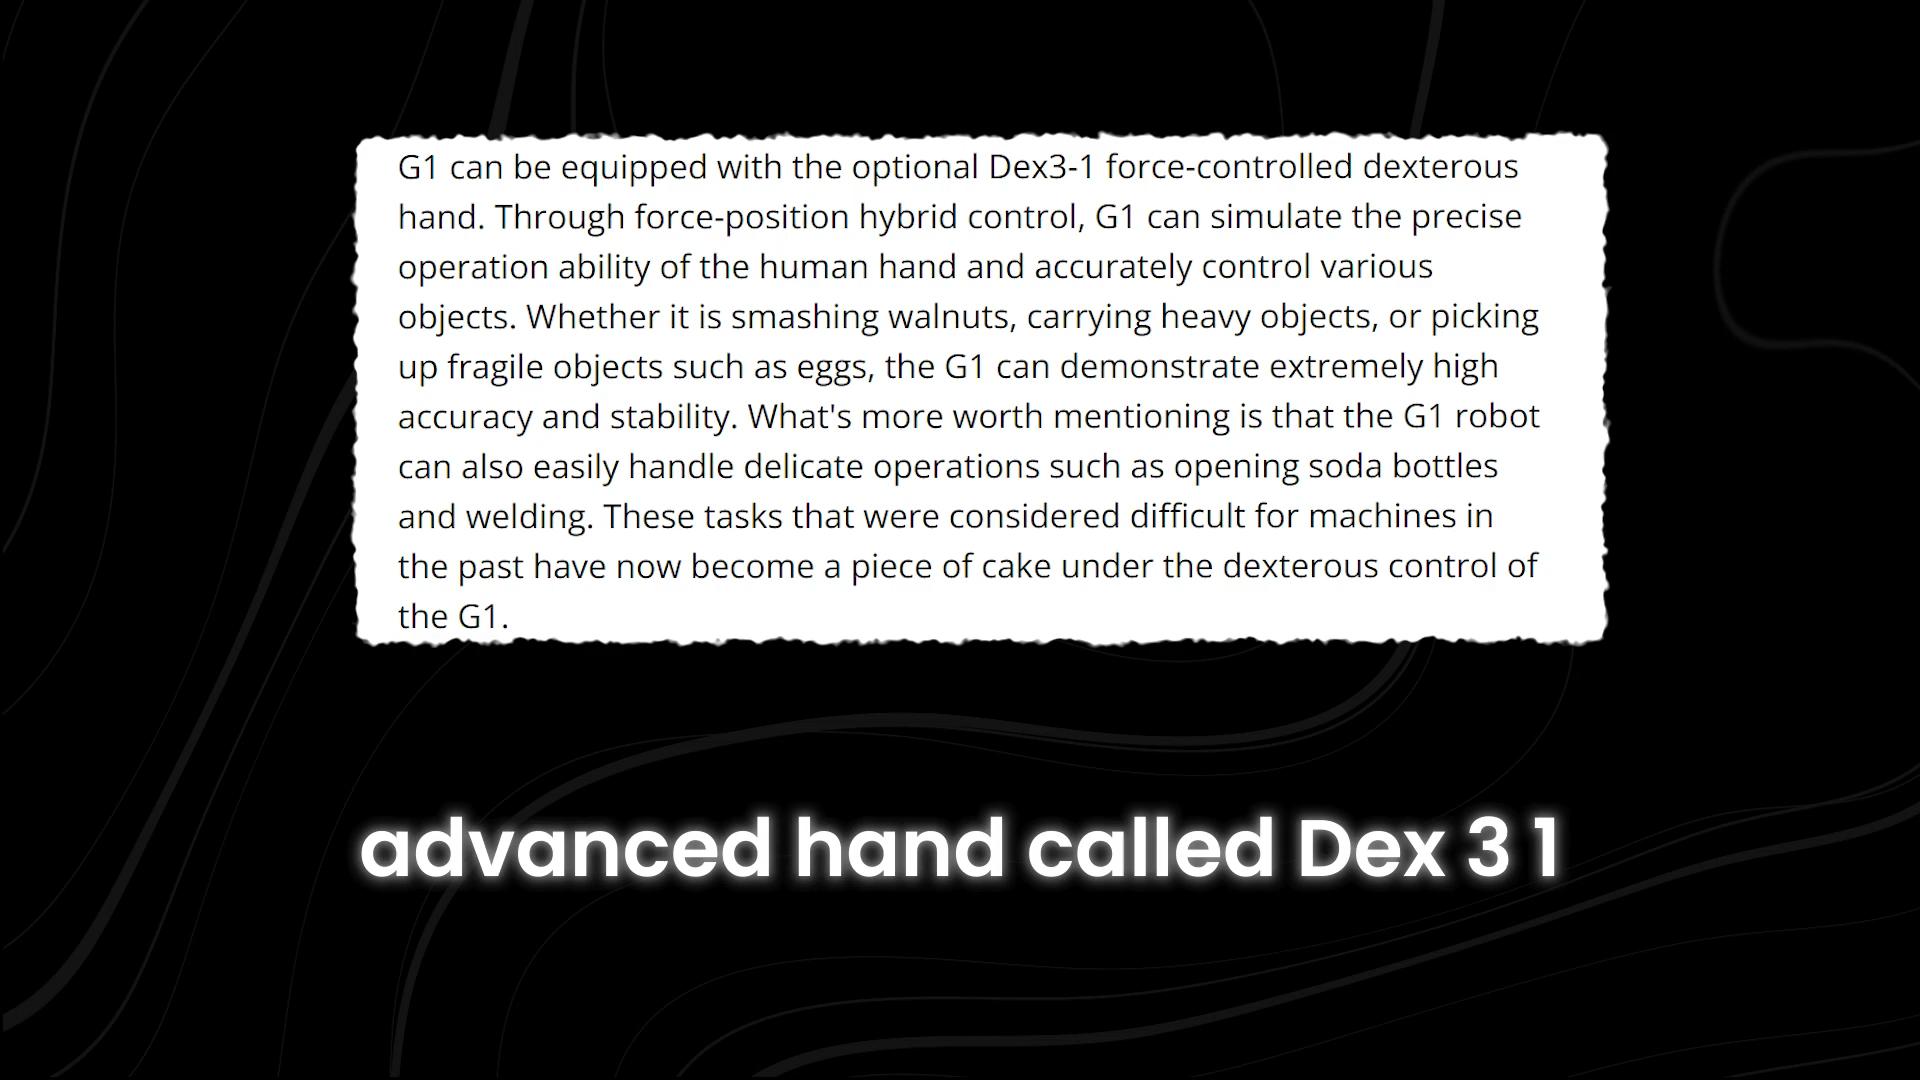 G1 can be equipped with the optional Dex3-1 force-controlled dexterous
hand. Through force-position hybrid control, G1 can simulate the precise
operation ability of the human hand and accurately control various
objects. Whether it is smashing walnuts, carrying heavy objects, or picking
up fragile objects such as eggs, the G1 can demonstrate extremely high
accuracy and stability. What's more worth mentioning is that the G1 robot
can also easily handle delicate operations such as opening soda bottles
and welding. These tasks that were considered difficult for machines in
the past have now become a piece of cake under the dexterous control of
the G1.
advanced hand called Dex 3 1